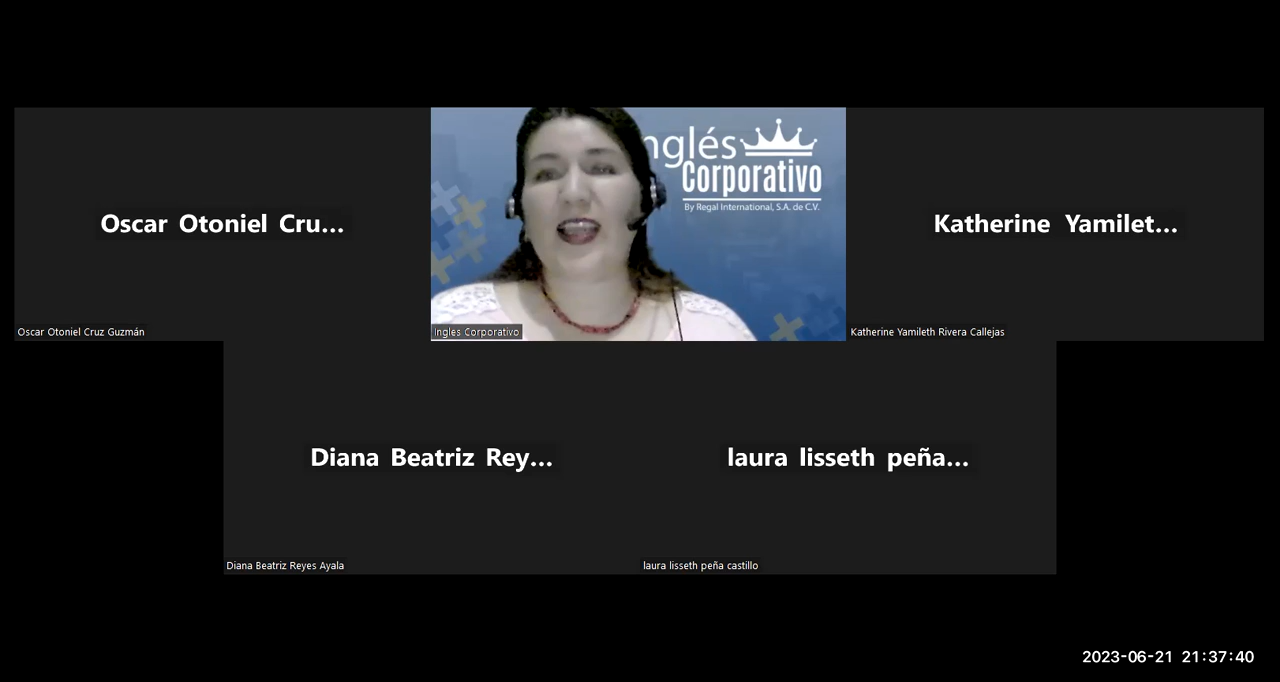 Oscar Otoniel Cru...
Oscar Otoniel Cruz Guzmán
nglés
Corporativo
By Regal International, S.A. de C.V.
Ingles Corporativo
Katherine Yamilet...
Katherine Yamileth Rivera Callejas
Diana Beatriz Rey...
Diana Beatriz Reyes Ayala
laura lisseth peña...
laura lisseth peña castillo
2023-06-21 21:37:40